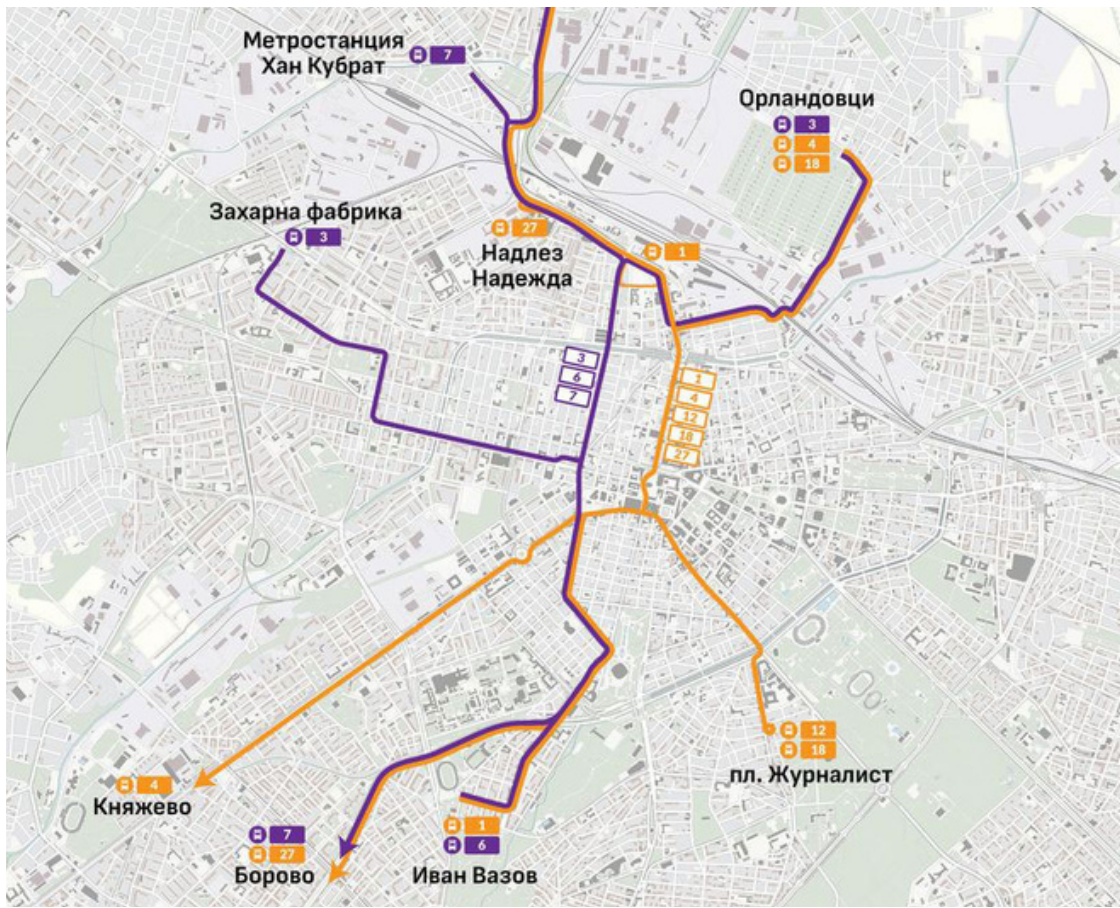 Метростанция
Хан Кубрат
7
Орландовци
3
4
18
Захарна фабрика
3
27
Надлез
Надежда
1
3
6
7
1
4
12
18
27
4
Княжево
7
27
Борово
1
6
Иван Вазов
12
18
пл. Журналист